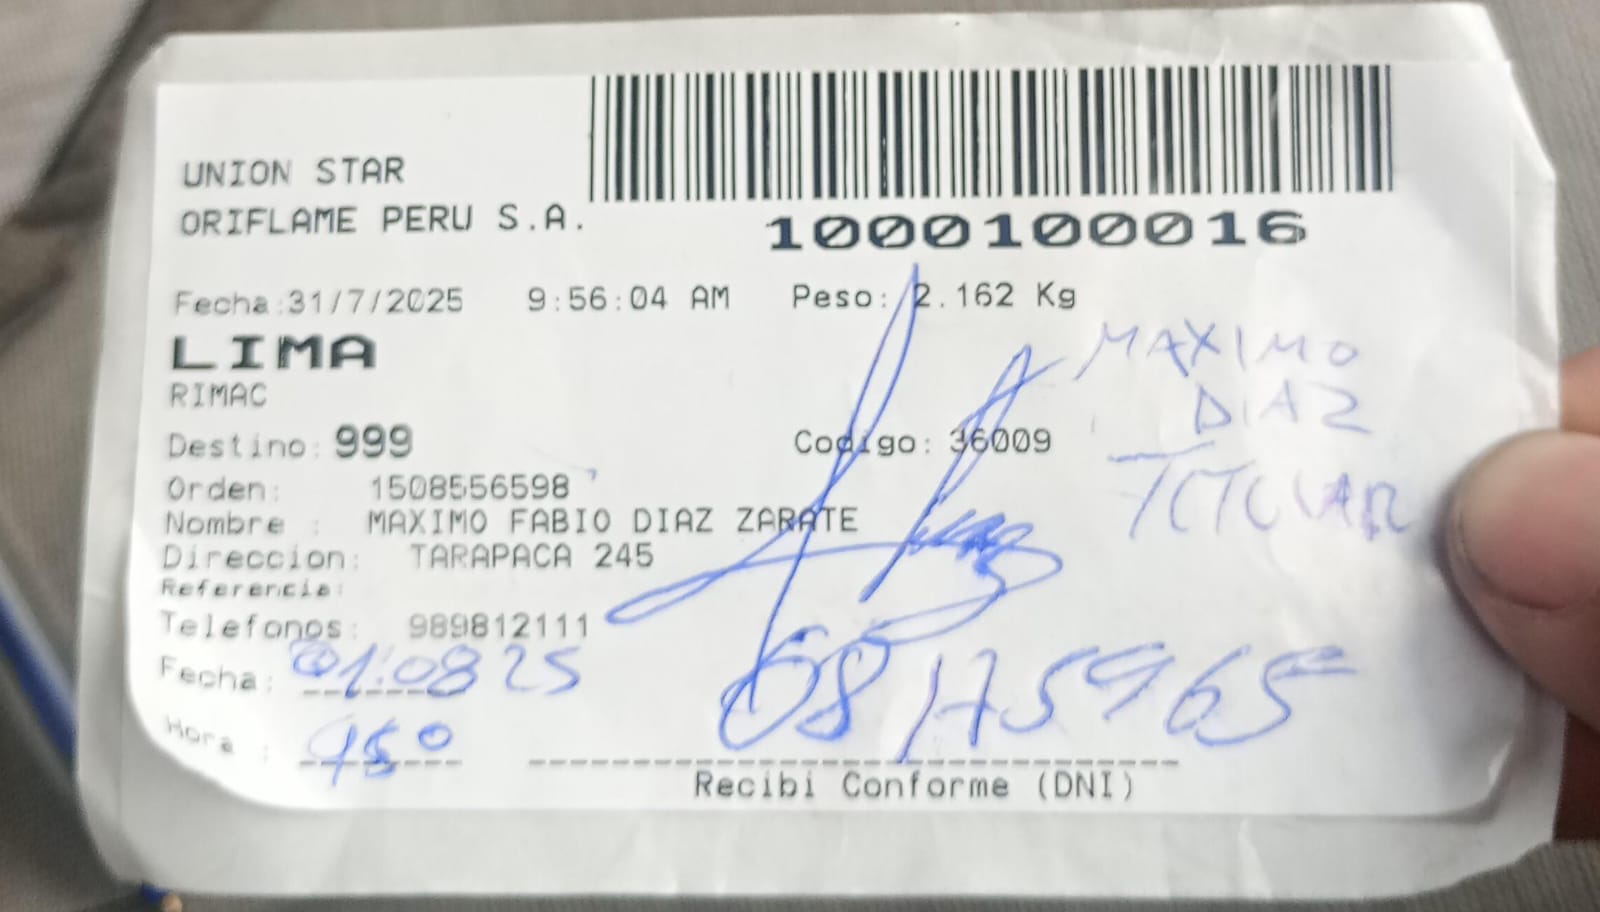 UNION STAR
ORIFLAME PERU S.A.
1000100016
Fecha:31/7/2025 9:56:04 AM Peso: 2.162 Kg
LIMA
RIMAC
MAXIMO
DIAZ
Destino: 999 Codigo: 36009
TITULAR
Orden: 1508556598
Nombre : MAXIMO FABIO DIAZ ZARATE
Direccion: TARAPACA 245
Referencia:
Telefonos: 989812111
Fecha: 01:08 25
Hora : 950
08175965
Recibi Conforme (DNI)